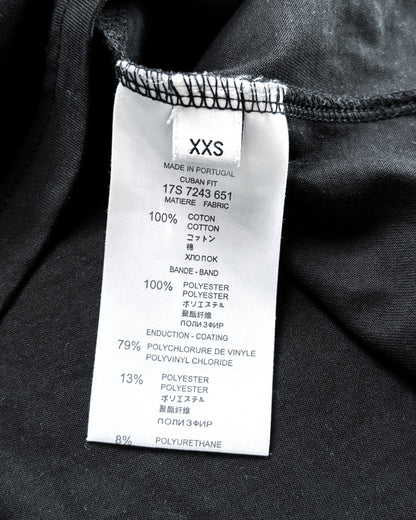 XXS
MADE IN PORTUGAL
CUBAN FIT
17S 7243 651
MATIERE FABRIC
100% COTON
COTTON
コットン
棉
ХЛОПОК
BANDE - BAND
100% POLYESTER
POLYESTER
ポリエステル
聚酯纤维
ПОЛИЭФИР
ENDUCTION - COATING
79% POLYCHLORURE DE VINYLE
POLYVINYL CHLORIDE
13% POLYESTER
POLYESTER
ポリエステル
聚酯纤维
ПОЛИЭФИР
8% POLYURETHANE